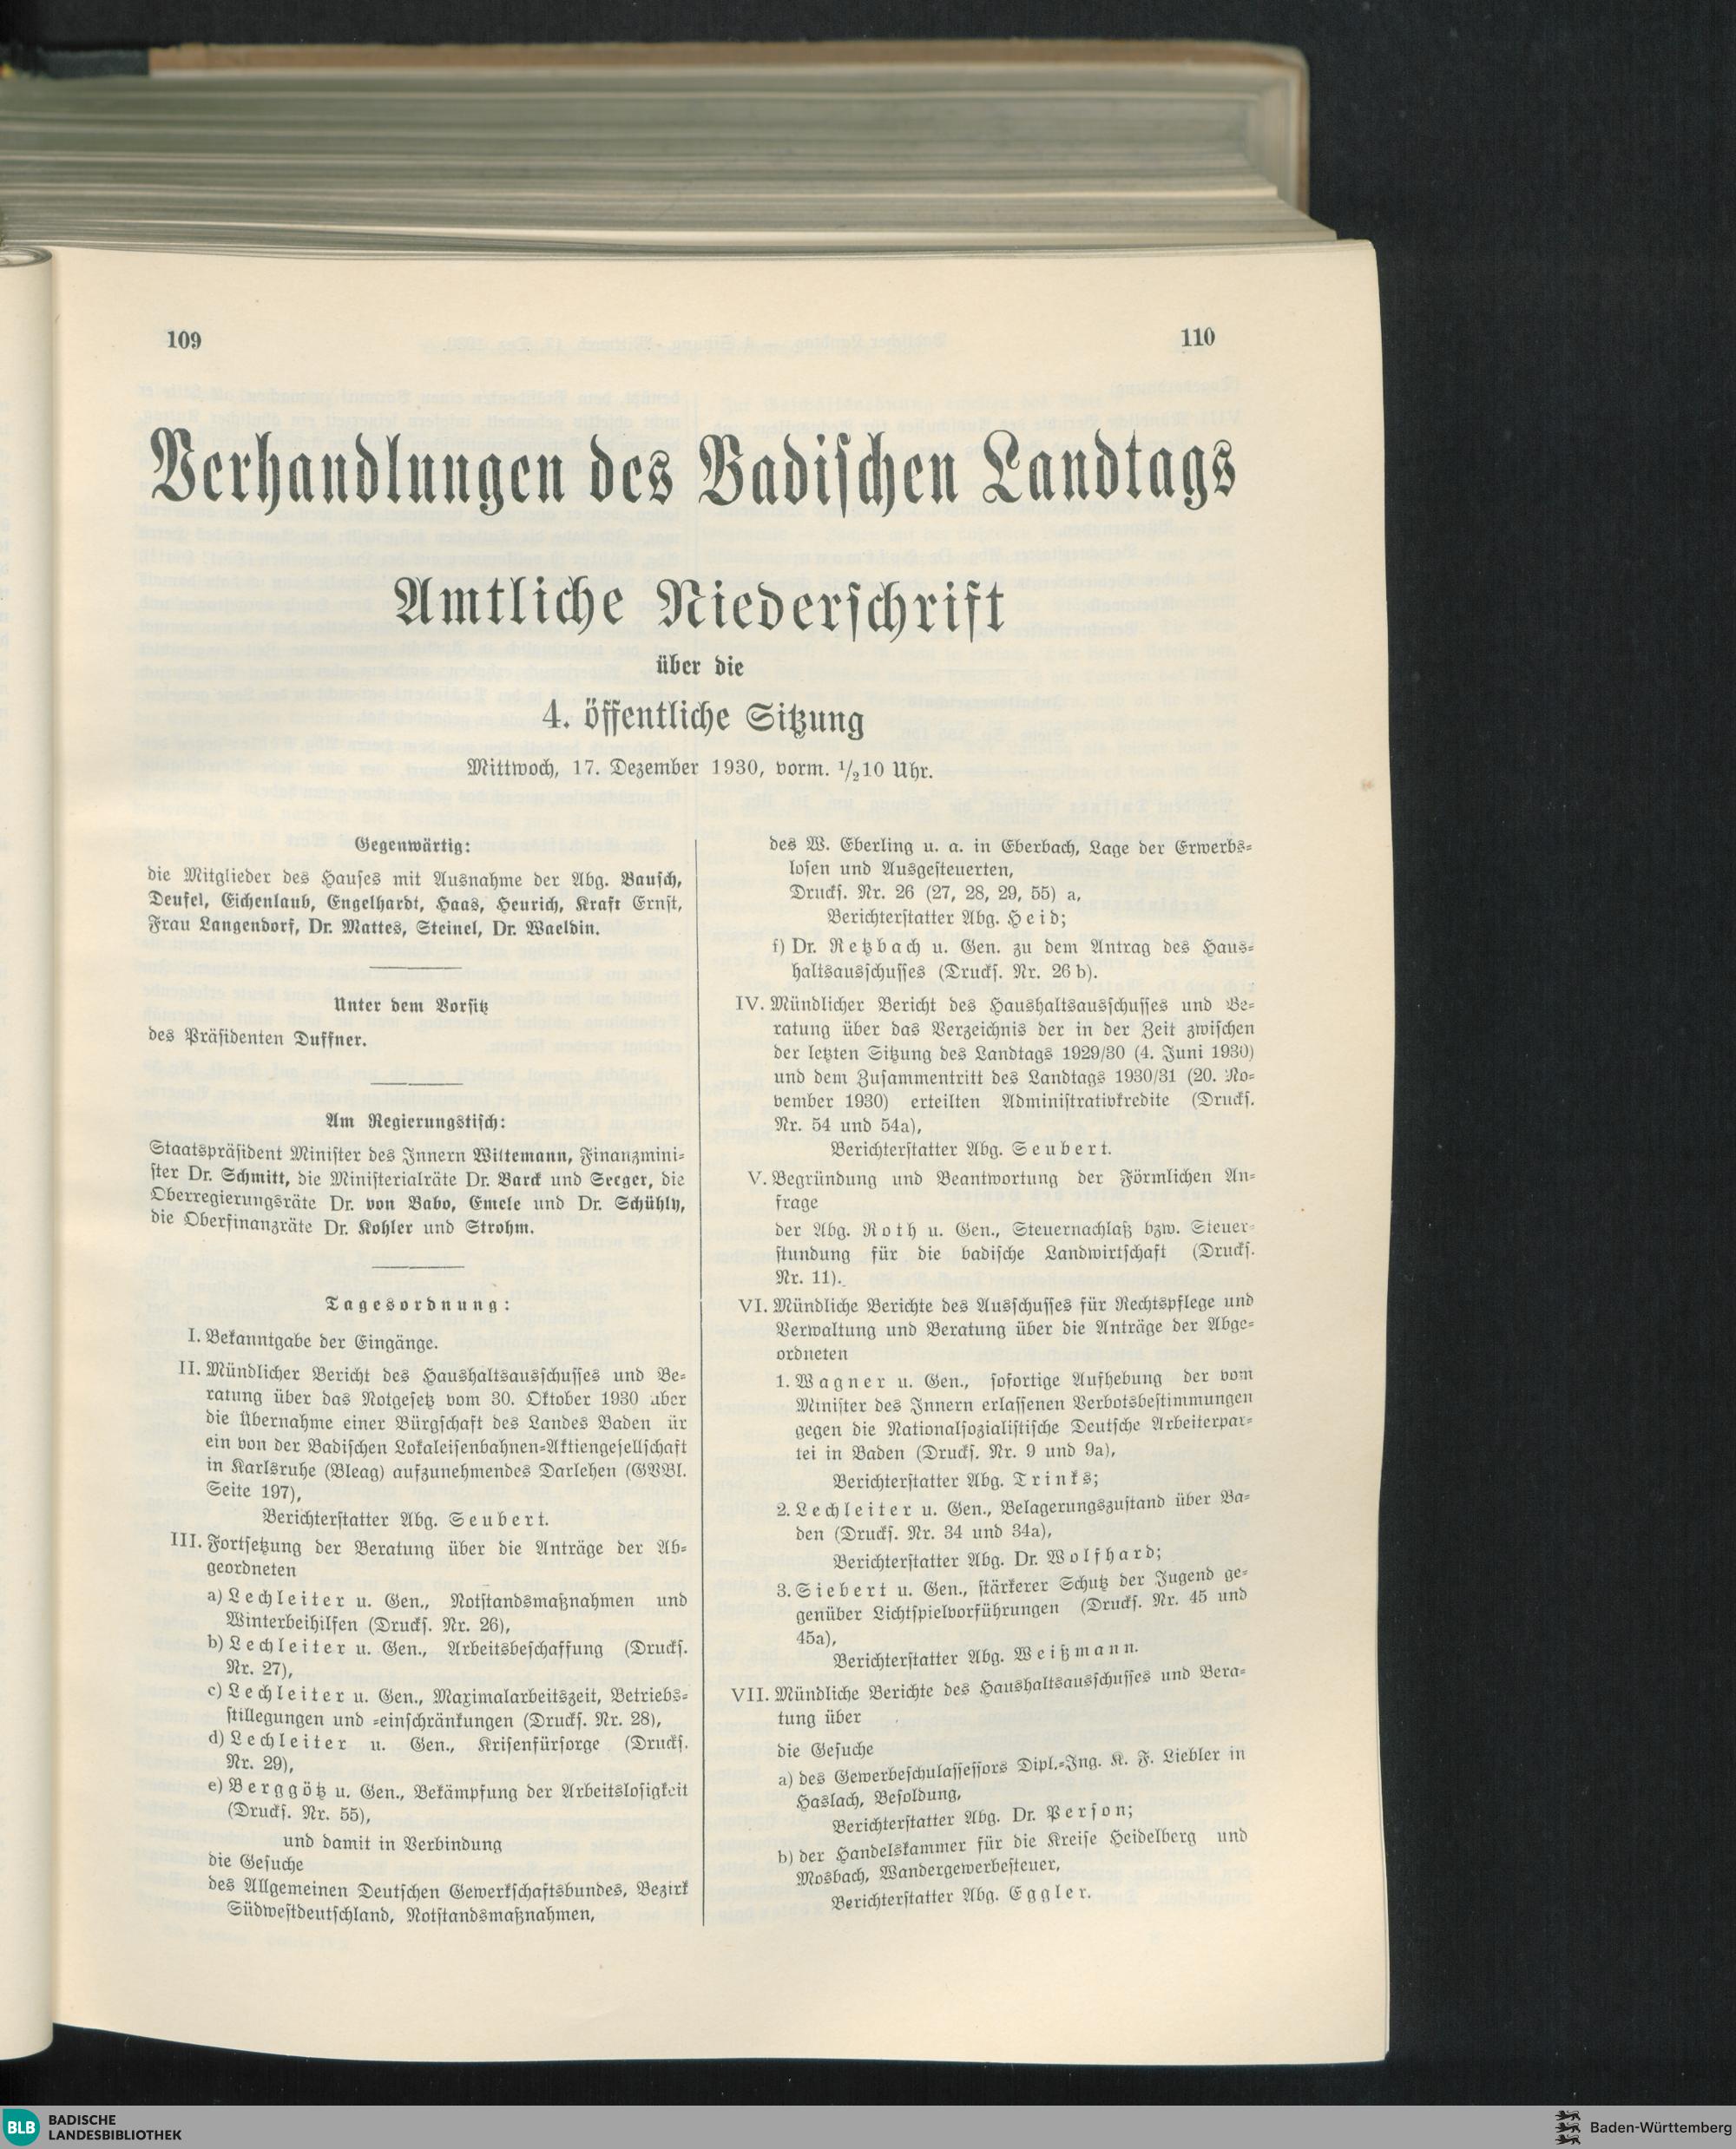 109
110
Verhandlungen des Badischen Landtags
Amtliche Niederschrift
über die
4. öffentliche Sitzung
Mittwoch, 17. Dezember 1930, vorm. ½10 Uhr.
Gegenwärtig:
die Mitglieder des Hauses mit Ausnahme der Abg. Bausch,
Deufel, Eichenlaub, Engelhardt, Haas, Heurich, Kraft Ernst,
Frau Langendorf, Dr. Mattes, Steinel, Dr. Waeldin.
Unter dem Vorsitz
des Präsidenten Duffner.
Am Regierungstisch:
Staatspräsident Minister des Innern Wittemann, Finanzmini-
ster Dr. Schmitt, die Ministerialräte Dr. Barck und Seeger, die
Oberregierungsräte Dr. von Babo, Emele und Dr. Schühly,
die Oberfinanzräte Dr. Kohler und Strohm.
Tagesordnung:
I. Bekanntgabe der Eingänge.
II. Mündlicher Bericht des Haushaltsausschusses und Be-
ratung über das Notgesetz vom 30. Oktober 1930 über
die Übernahme einer Bürgschaft des Landes Baden ür
ein von der Badischen Lokaleisenbahnen-Aktiengesellschaft
in Karlsruhe (Bleag) aufzunehmendes Darlehen (GVBl.
Seite 197),
Berichterstatter Abg. Seubert.
III. Fortsetzung der Beratung über die Anträge der Ab-
geordneten
a) Lechleiter u. Gen., Notstandsmaßnahmen und
Winterbeihilfen (Drucks. Nr. 26),
b) Lechleiter u. Gen., Arbeitsbeschaffung (Drucks.
Nr. 27),
c) Lechleiter u. Gen., Maximalarbeitszeit, Betriebs-
stillegungen und -einschränkungen (Drucks. Nr. 28),
d) Lechleiter u. Gen., Krisenfürsorge (Drucks.
Nr. 29),
e) Berggötz u. Gen., Bekämpfung der Arbeitslosigkeit
(Drucks. Nr. 55),
und damit in Verbindung
die Gesuche
des Allgemeinen Deutschen Gewerkschaftsbundes, Bezirk
Südwestdeutschland, Notstandsmaßnahmen,
des W. Eberling u. a. in Eberbach, Lage der Erwerbs-
losen und Ausgesteuerten,
Drucks. Nr. 26 (27, 28, 29, 55) a,
Berichterstatter Abg. Heid;
f) Dr. Retzbach u. Gen. zu dem Antrag des Haus-
haltsausschusses (Drucks. Nr. 26 b).
IV. Mündlicher Bericht des Haushaltsausschusses und Be-
ratung über das Verzeichnis der in der Zeit zwischen
der letzten Sitzung des Landtags 1929/30 (4. Juni 1930)
und dem Zusammentritt des Landtags 1930/31 (20. No-
vember 1930) erteilten Administrativkredite (Drucks.
Nr. 54 und 54a),
Berichterstatter Abg. Seubert.
V. Begründung und Beantwortung der Förmlichen An-
frage
der Abg. Roth u. Gen., Steuernachlaß bzw. Steuer-
stundung für die badische Landwirtschaft (Drucks.
Nr. 11).
VI. Mündliche Berichte des Ausschusses für Rechtspflege und
Verwaltung und Beratung über die Anträge der Abge-
ordneten
1. Wagner u. Gen., sofortige Aufhebung der vom
Minister des Innern erlassenen Verbotsbestimmungen
gegen die Nationalsozialistische Deutsche Arbeiterpar-
tei in Baden (Drucks. Nr. 9 und 9a),
Berichterstatter Abg. Trinks;
2. Lechleiter u. Gen., Belagerungszustand über Ba-
den (Drucks. Nr. 34 und 34a),
Berichterstatter Abg. Dr. Wolfhard;
3. Siebert u. Gen., stärkerer Schutz der Jugend ge-
genüber Lichtspielvorführungen (Drucks. Nr. 45 und
45a),
Berichterstatter Abg. Weißmann.
VII. Mündliche Berichte des Haushaltsausschusses und Bera-
tung über
die Gesuche
a) des Gewerbeschulassessors Dipl.-Ing. K. F. Liebler in
Haslach, Besoldung,
Berichterstatter Abg. Dr. Person;
b) der Handelskammer für die Kreise Heidelberg und
Mosbach, Wandergewerbesteuer,
Berichterstatter Abg. Eggler.
BLB
BADISCHE
LANDESBIBLIOTHEK
Baden-Württemberg